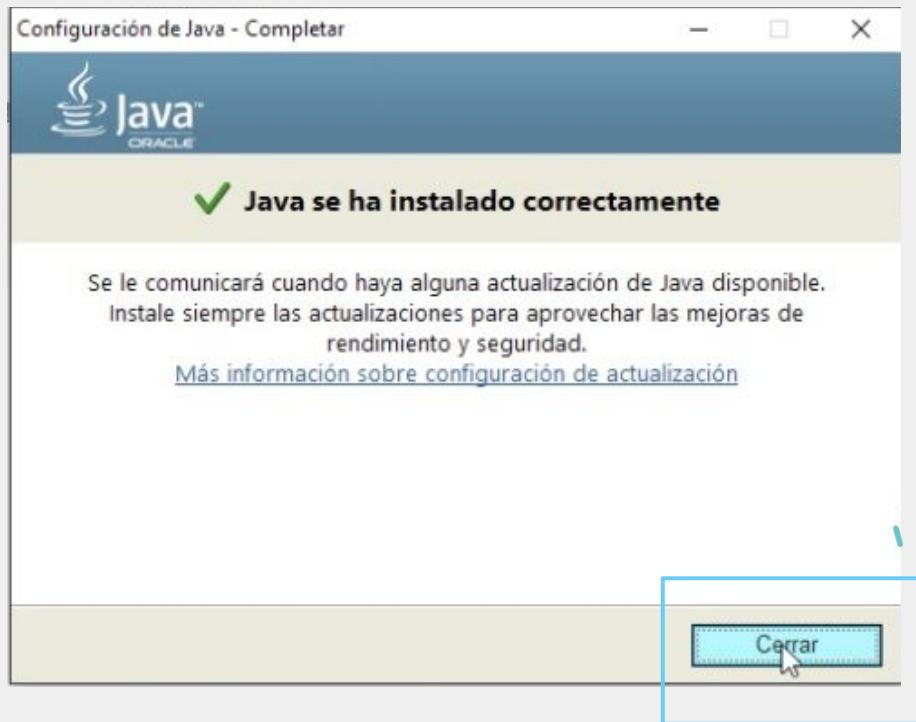 Configuración de Java - Completar
Java™
ORACLE
Java se ha instalado correctamente
Se le comunicará cuando haya alguna actualización de Java disponible.
Instale siempre las actualizaciones para aprovechar las mejoras de
rendimiento y seguridad.
Más información sobre configuración de actualización
Cerrar